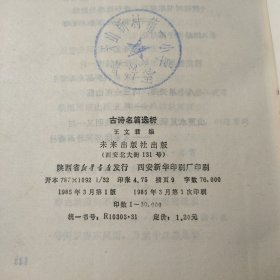 古诗名篇选析
王文君 编
未来出版社出版
(西安北大街131号)
陕西省新华书店发行 西安新华印刷厂印刷
开本787×1092 1/32 印张4.75 插页2 字数76,000
1985年3月第1版 1985年3月第1次印刷
印数1—30,000
统一书号:R10303·31 定价:1.20元